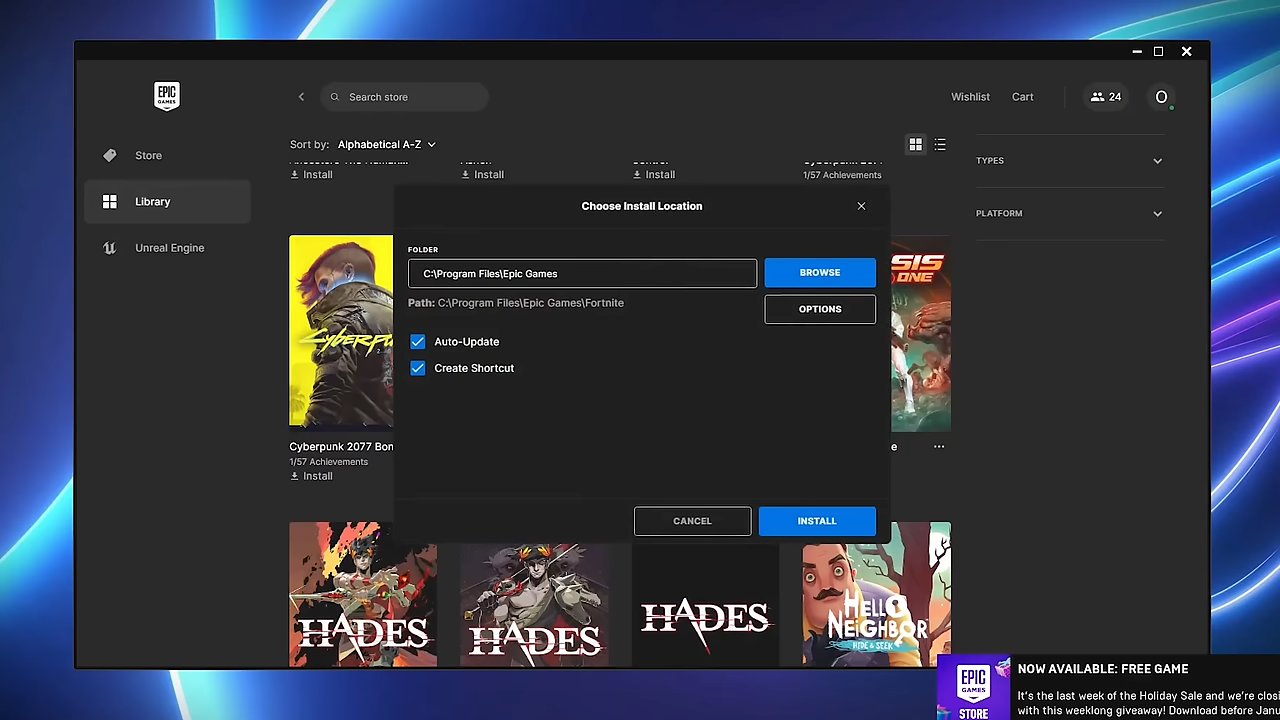 EPIC
GAMES
Search store
Wishlist
Cart
24
O
Store
Library
Unreal Engine
Sort by: Alphabetical A-Z
TYPES
PLATFORM
Install
Install
Install
1/57 Achievements
Choose Install Location
FOLDER
C:\Program Files\Epic Games
BROWSE
Path: C:\Program Files\Epic Games\Fortnite
OPTIONS
Auto-Update
Create Shortcut
CANCEL
INSTALL
SIS
ONE
Cyberpunk 2077 Bon
1/57 Achievements
Install
e
HADES
HADES
HADES
HELLO
NEIGHBOR
HIDE & SEEK
EPIC
GAMES
STORE
NOW AVAILABLE: FREE GAME
It's the last week of the Holiday Sale and we're closi
with this weeklong giveaway! Download before Janu